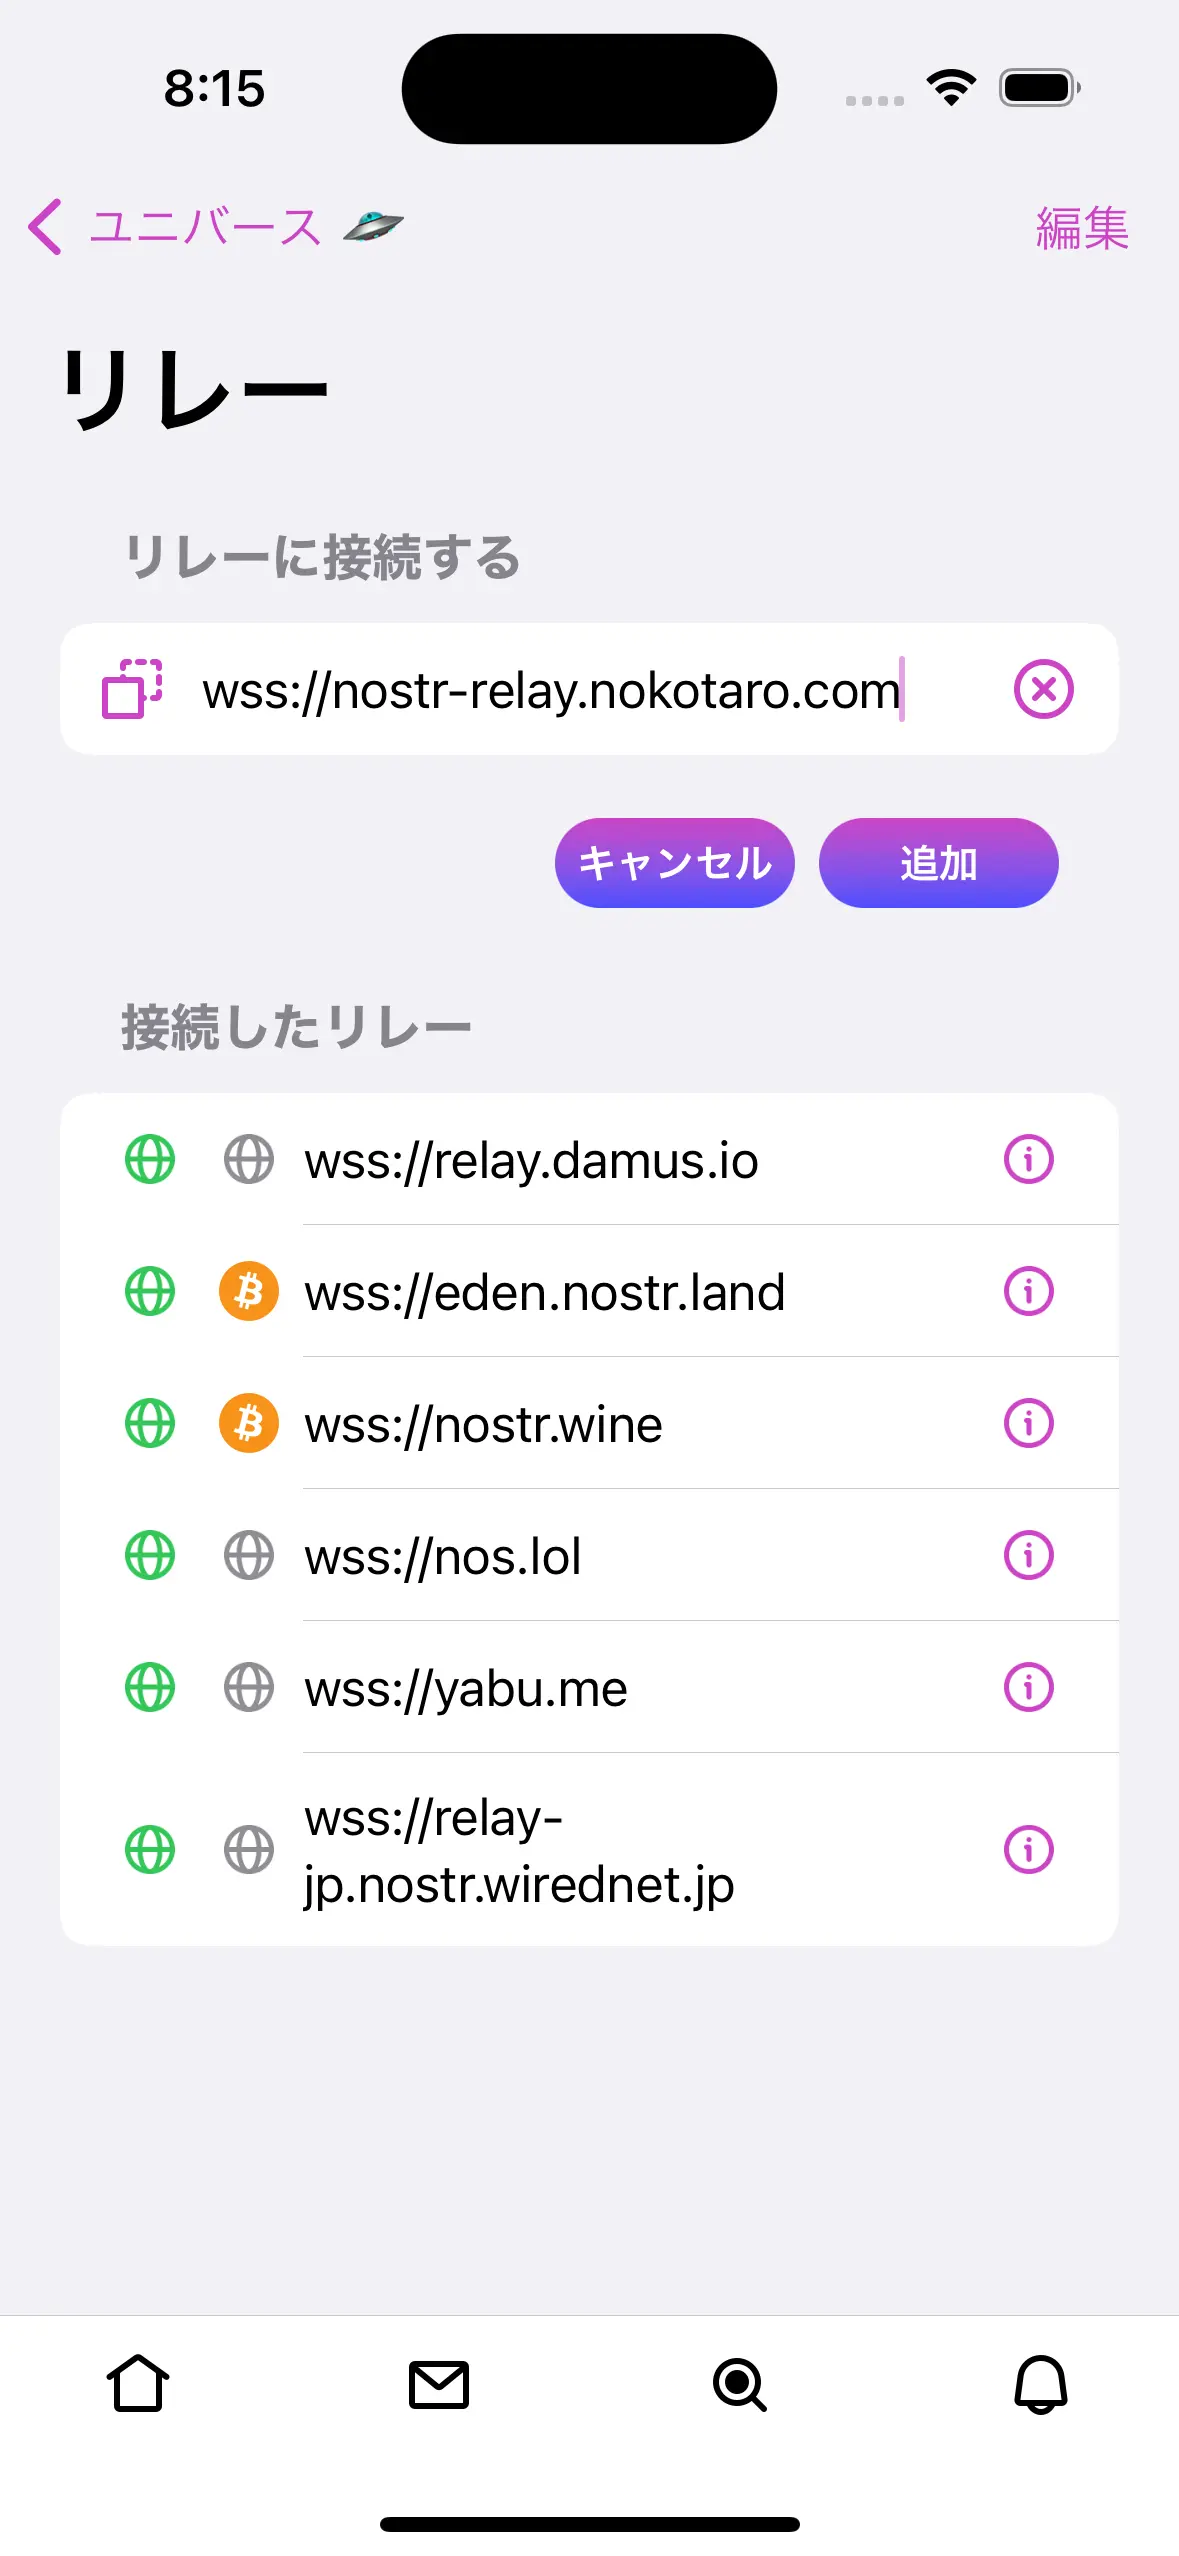 8:15
ユニバース 🛸
編集
リレー
リレーに接続する
wss://nostr-relay.nokotaro.com
キャンセル
追加
接続したリレー
wss://relay.damus.io
wss://eden.nostr.land
wss://nostr.wine
wss://nos.lol
wss://yabu.me
wss://relay-
jp.nostr.wirednet.jp